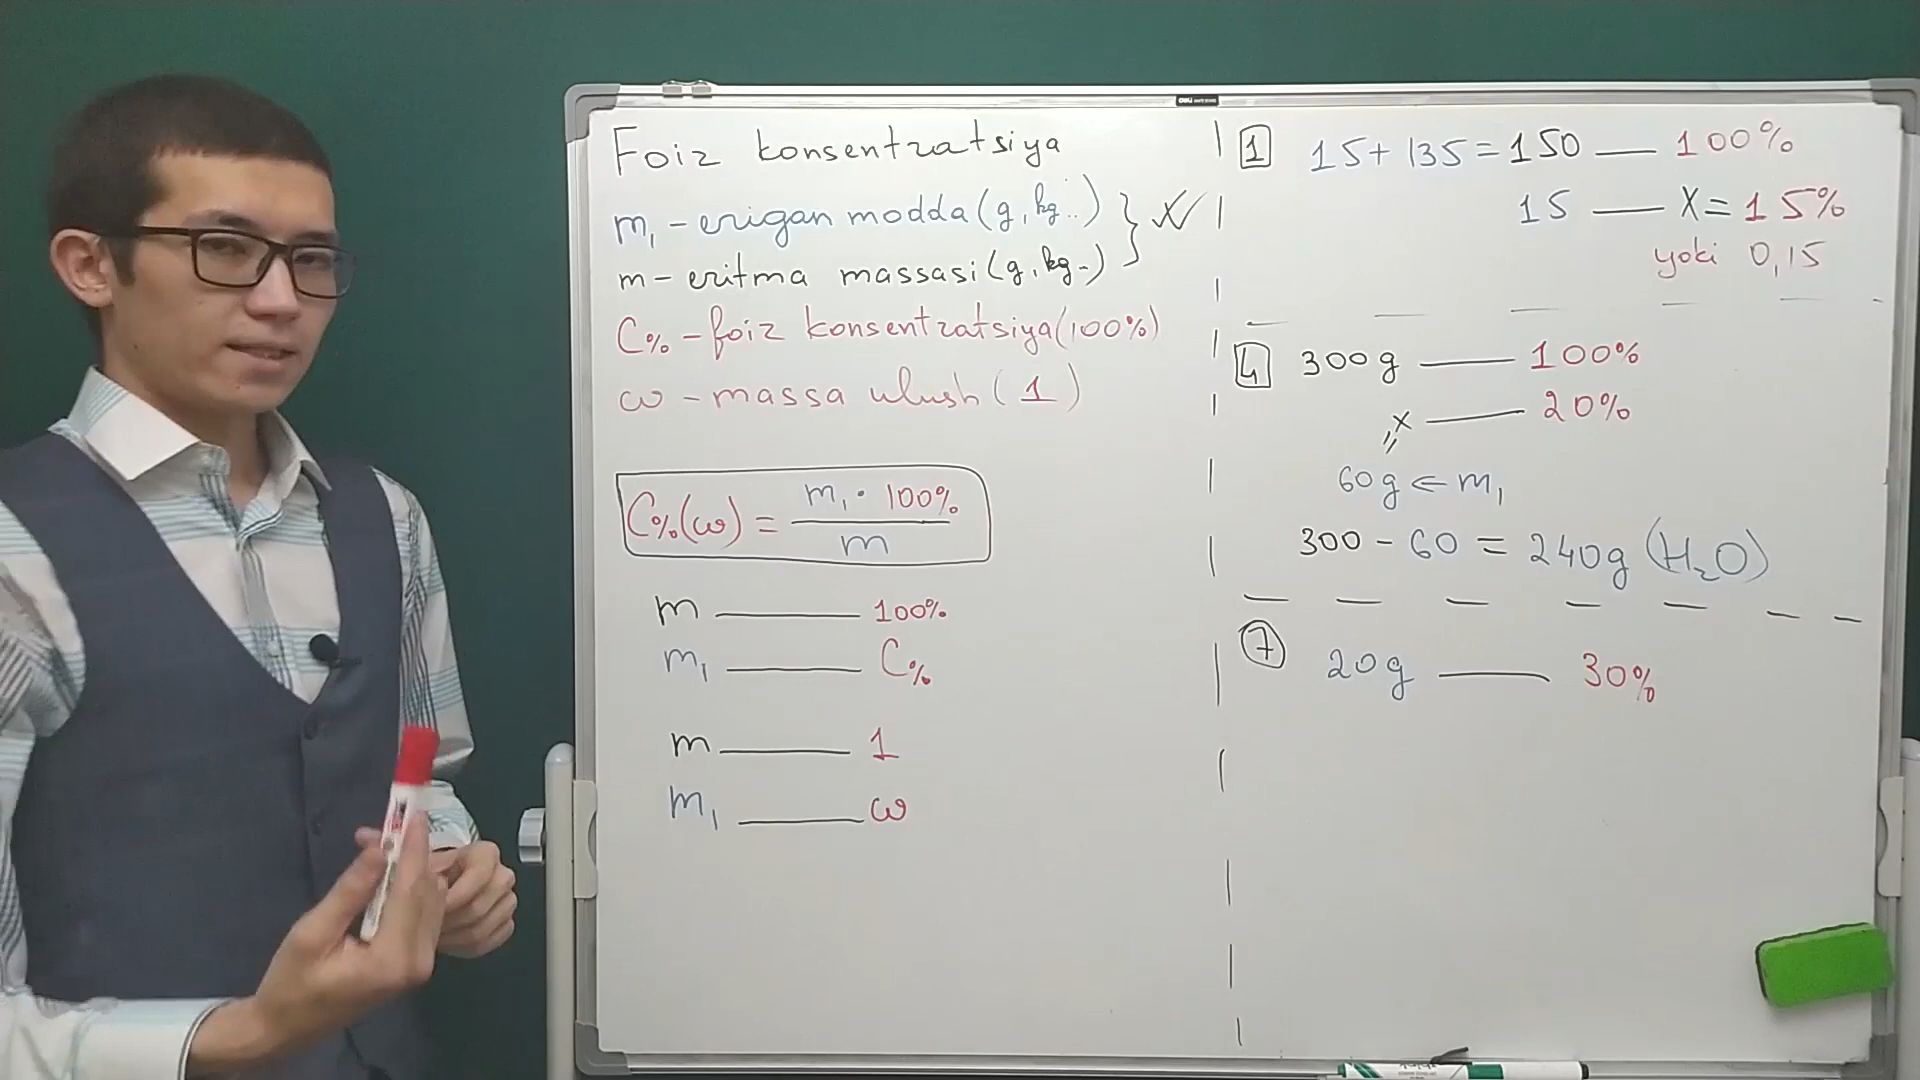 Foiz konsentratsiya
m₁ - erigan modda (g, kg..)
m - eritma massasi (g, kg-)
C% - foiz konsentratsiya (100%)
ω - massa ulush ( 1 )
C%(ω) = m₁ · 100% / m
m — 100%
m₁ — C%
m — 1
m₁ — ω
1 15 + 135 = 150 — 100%
15 — X = 15%
yoki 0,15
4 300g — 100%
x — 20%
60g ⇐ m₁
300 - 60 = 240g (H₂O)
7 20g — 30%